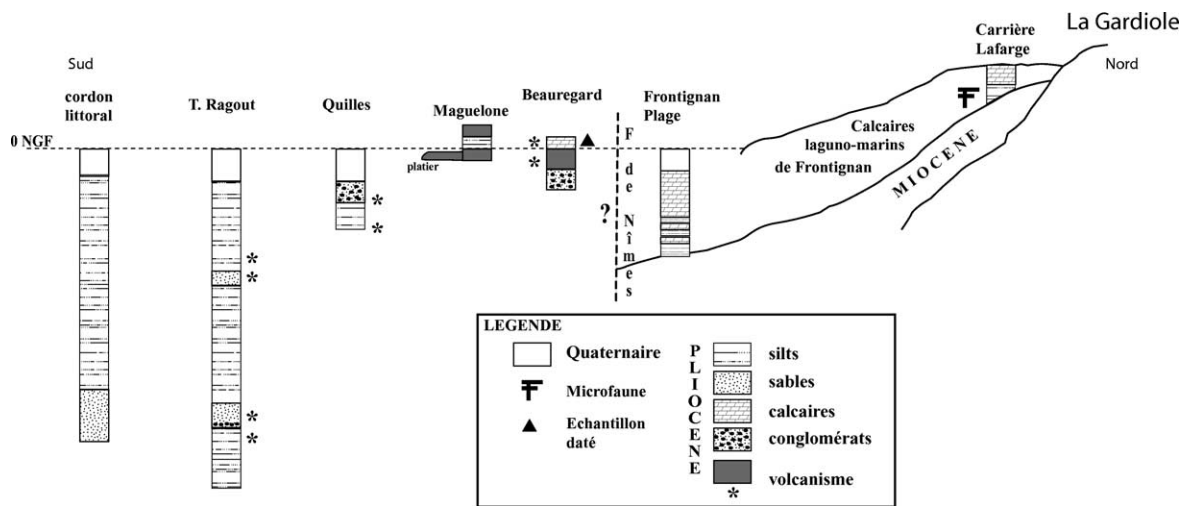 La Gardiole
Carrière
Lafarge
Sud
Nord
cordon
littoral
T. Ragout
Quilles
Maguelone
Beauregard
Frontignan
Plage
0 NGF
platier
F de Nîmes
?
Calcaires
laguno-marins
de Frontignan
MIOCENE
LEGENDE
Quaternaire
Microfaune
Echantillon
daté
PLIOCENE
silts
sables
calcaires
conglomérats
volcanisme